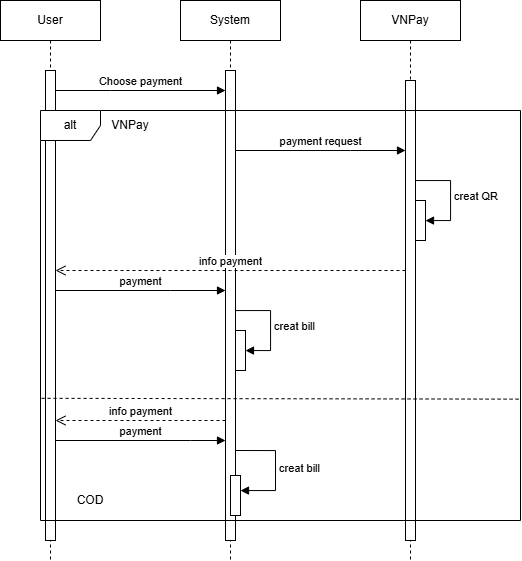 User
System
VNPay
Choose payment
alt
VNPay
payment request
creat QR
info payment
payment
creat bill
info payment
payment
creat bill
COD